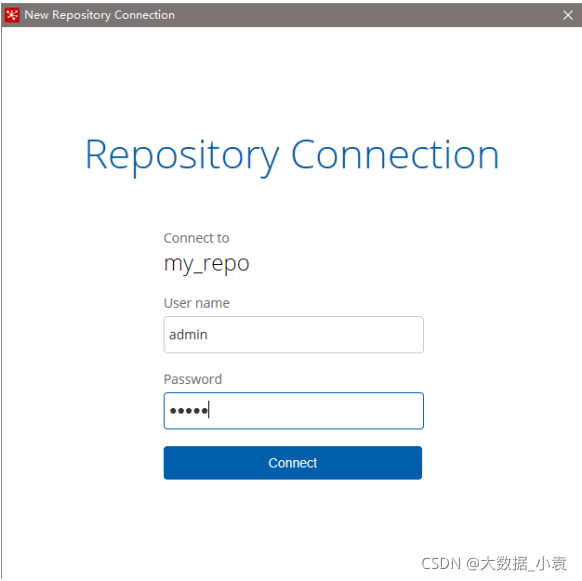 New Repository Connection
Repository Connection
Connect to
my_repo
User name
admin
Password
•••••
Connect
CSDN @大数据_小袁